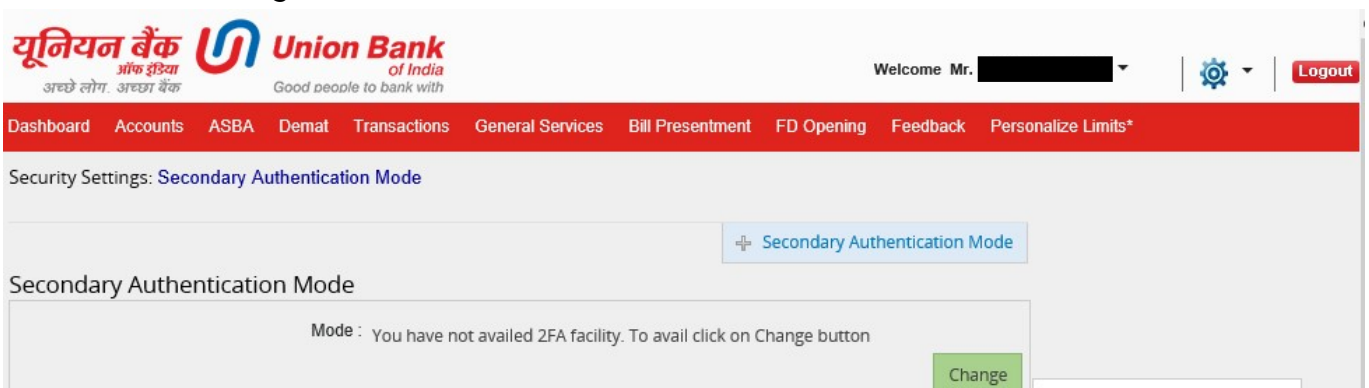 यूनियन बैंक
ऑफ इंडिया
अच्छे लोग. अच्छा बैंक
Union Bank
of India
Good people to bank with
Welcome Mr.
Logout
Dashboard Accounts ASBA Demat Transactions General Services Bill Presentment FD Opening Feedback Personalize Limits*
Security Settings: Secondary Authentication Mode
Secondary Authentication Mode
Secondary Authentication Mode
Mode : You have not availed 2FA facility. To avail click on Change button
Change